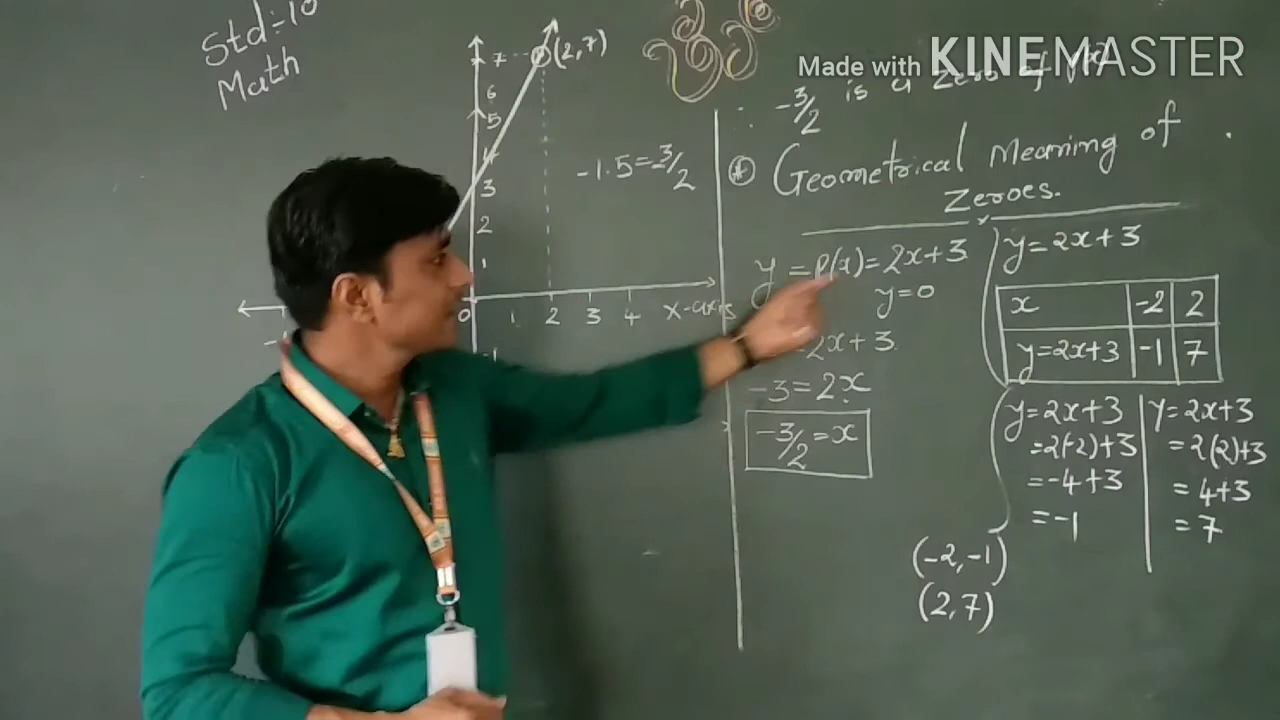 Std:-10
Math
7
(2,7)
6
5
4
3
2
1
0
1 2 3 4 X-axis
-1
-1
-1.5=-3/2
Made with KINEMASTER
∴ -3/2 is a zero of P(x)
* Geometrical Meaning of
Zeroes.
y = P(x) = 2x+3
y=0
2x+3
-3=2x
-3/2=x
y=2x+3
x -2 2
y=2x+3 -1 7
y=2x+3
=2(-2)+3
=-4+3
=-1
y=2x+3
=2(2)+3
=4+3
=7
(-2,-1)
(2,7)